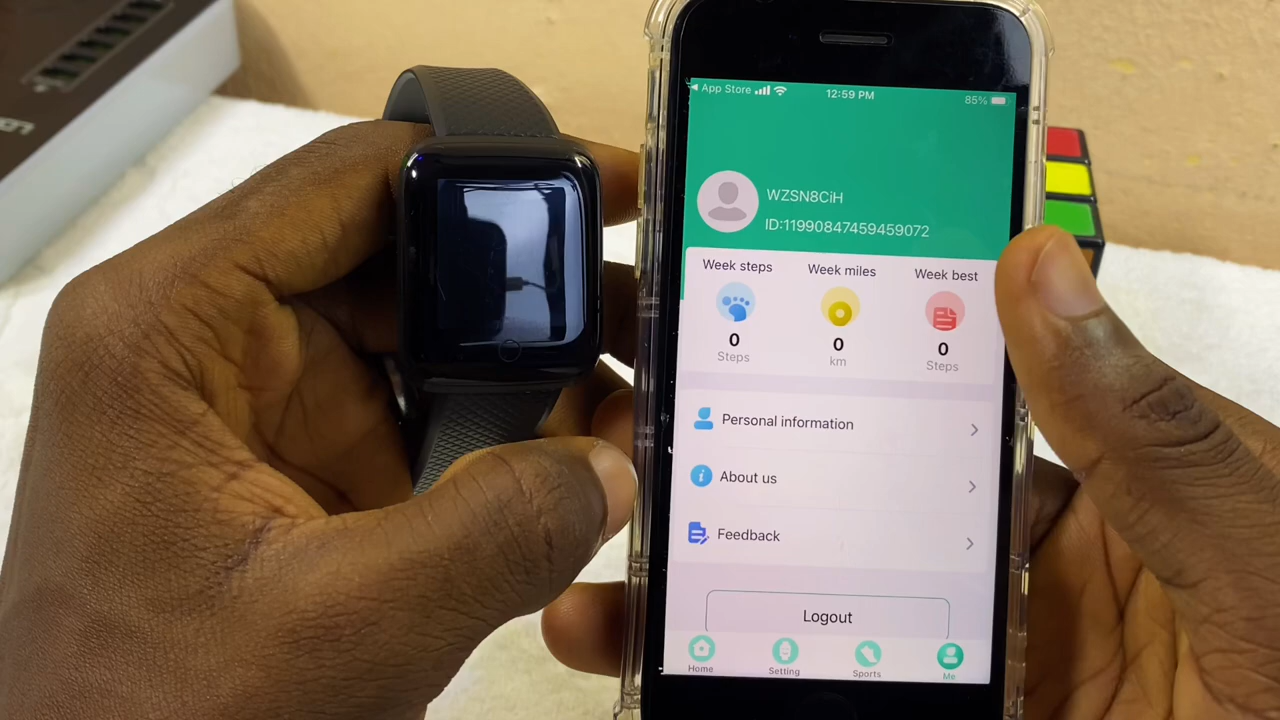 App Store
12:59 PM
85%
WZSN8CiH
ID:11990847459459072
Week steps
Week miles
Week best
0
0
0
Steps
km
Steps
Personal information
About us
Feedback
Logout
Home
Setting
Sports
Me